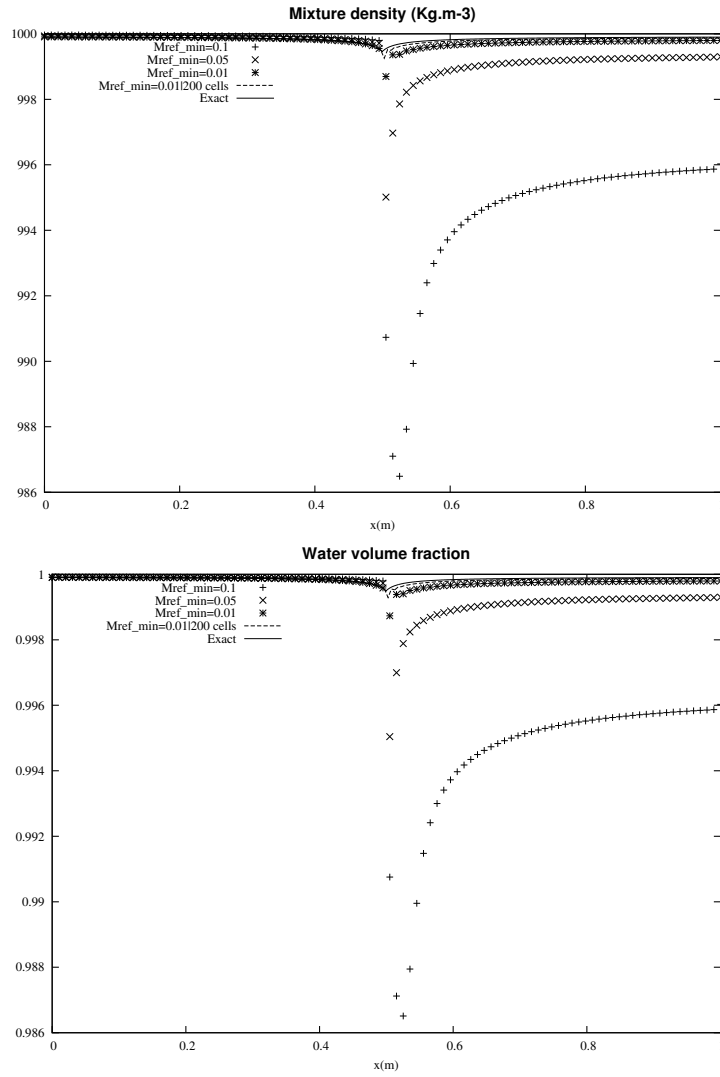 Mixture density (Kg.m-3)
1000
998
996
994
992
990
988
986
Mref_min=0.1
Mref_min=0.05
Mref_min=0.01
Mref_min=0.01|200 cells
Exact
0
0.2
0.4
0.6
0.8
x(m)
Water volume fraction
1
0.998
0.996
0.994
0.992
0.99
0.988
0.986
Mref_min=0.1
Mref_min=0.05
Mref_min=0.01
Mref_min=0.01|200 cells
Exact
0
0.2
0.4
0.6
0.8
x(m)